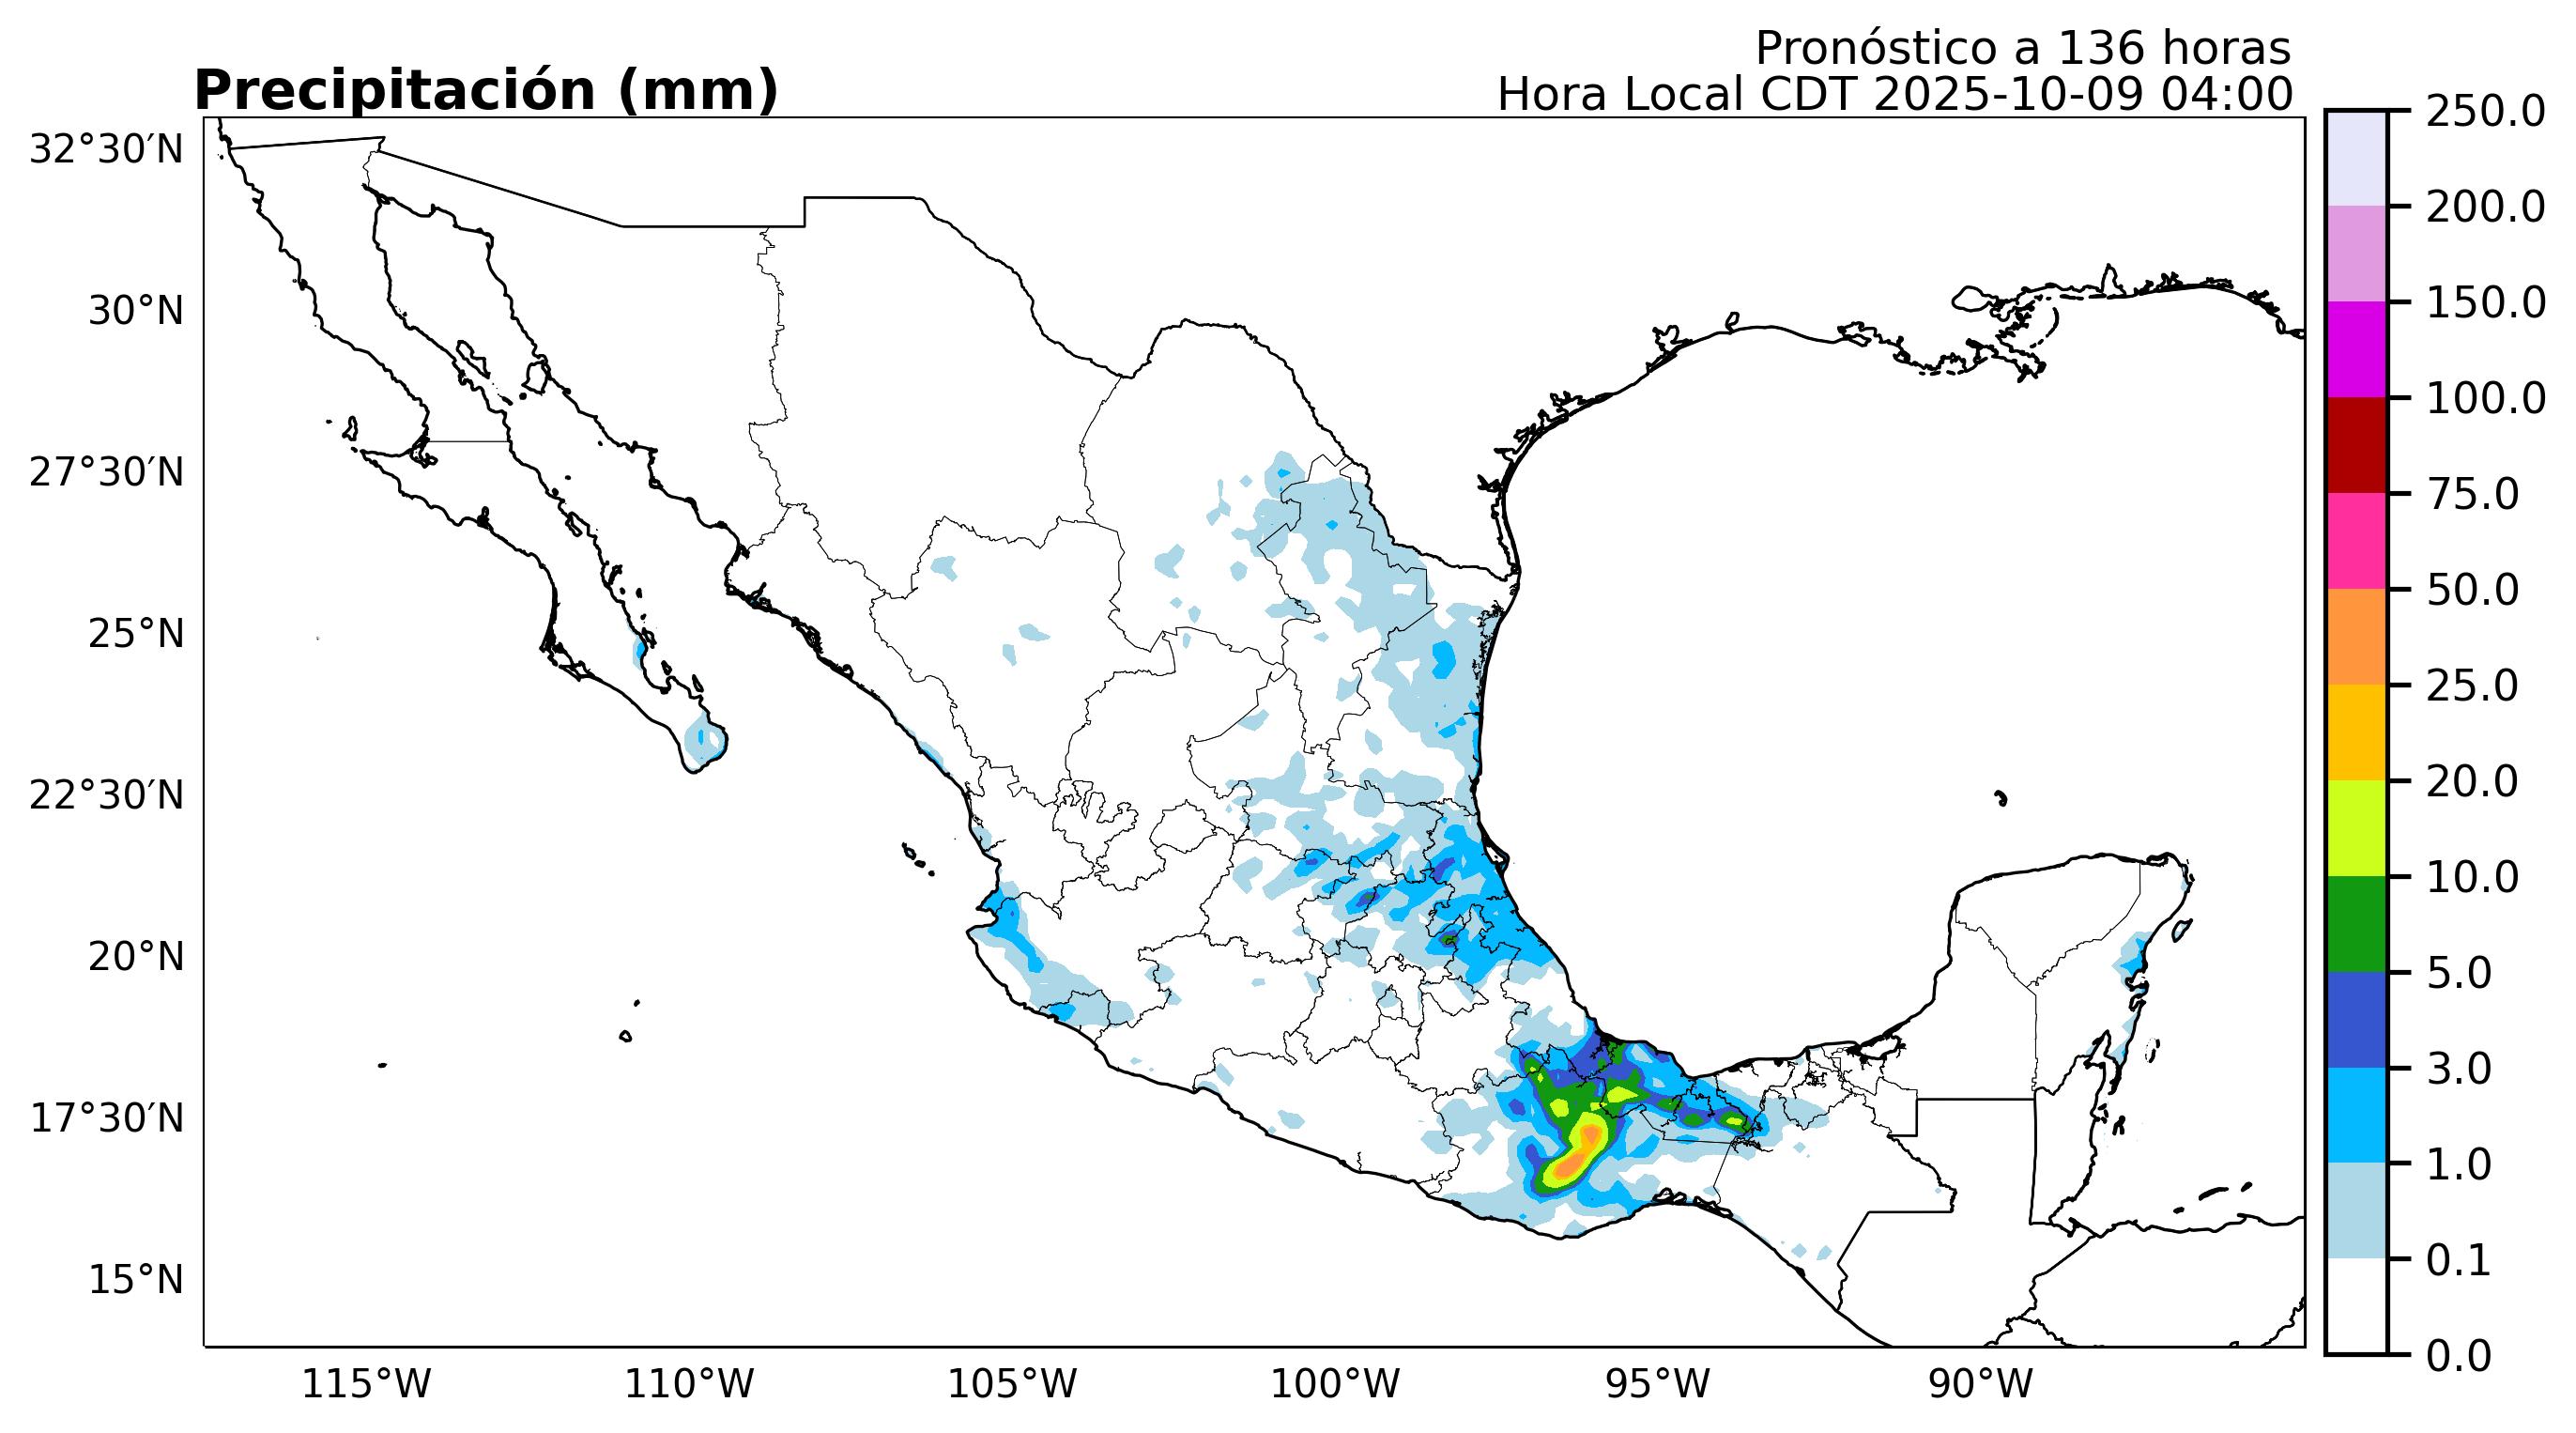 Pronóstico a 136 horas
Precipitación (mm)
Hora Local CDT 2025-10-09 04:00
32°30′N
30°N
27°30′N
25°N
22°30′N
20°N
17°30′N
15°N
115°W
110°W
105°W
100°W
95°W
90°W
250.0
200.0
150.0
100.0
75.0
50.0
25.0
20.0
10.0
5.0
3.0
1.0
0.1
0.0